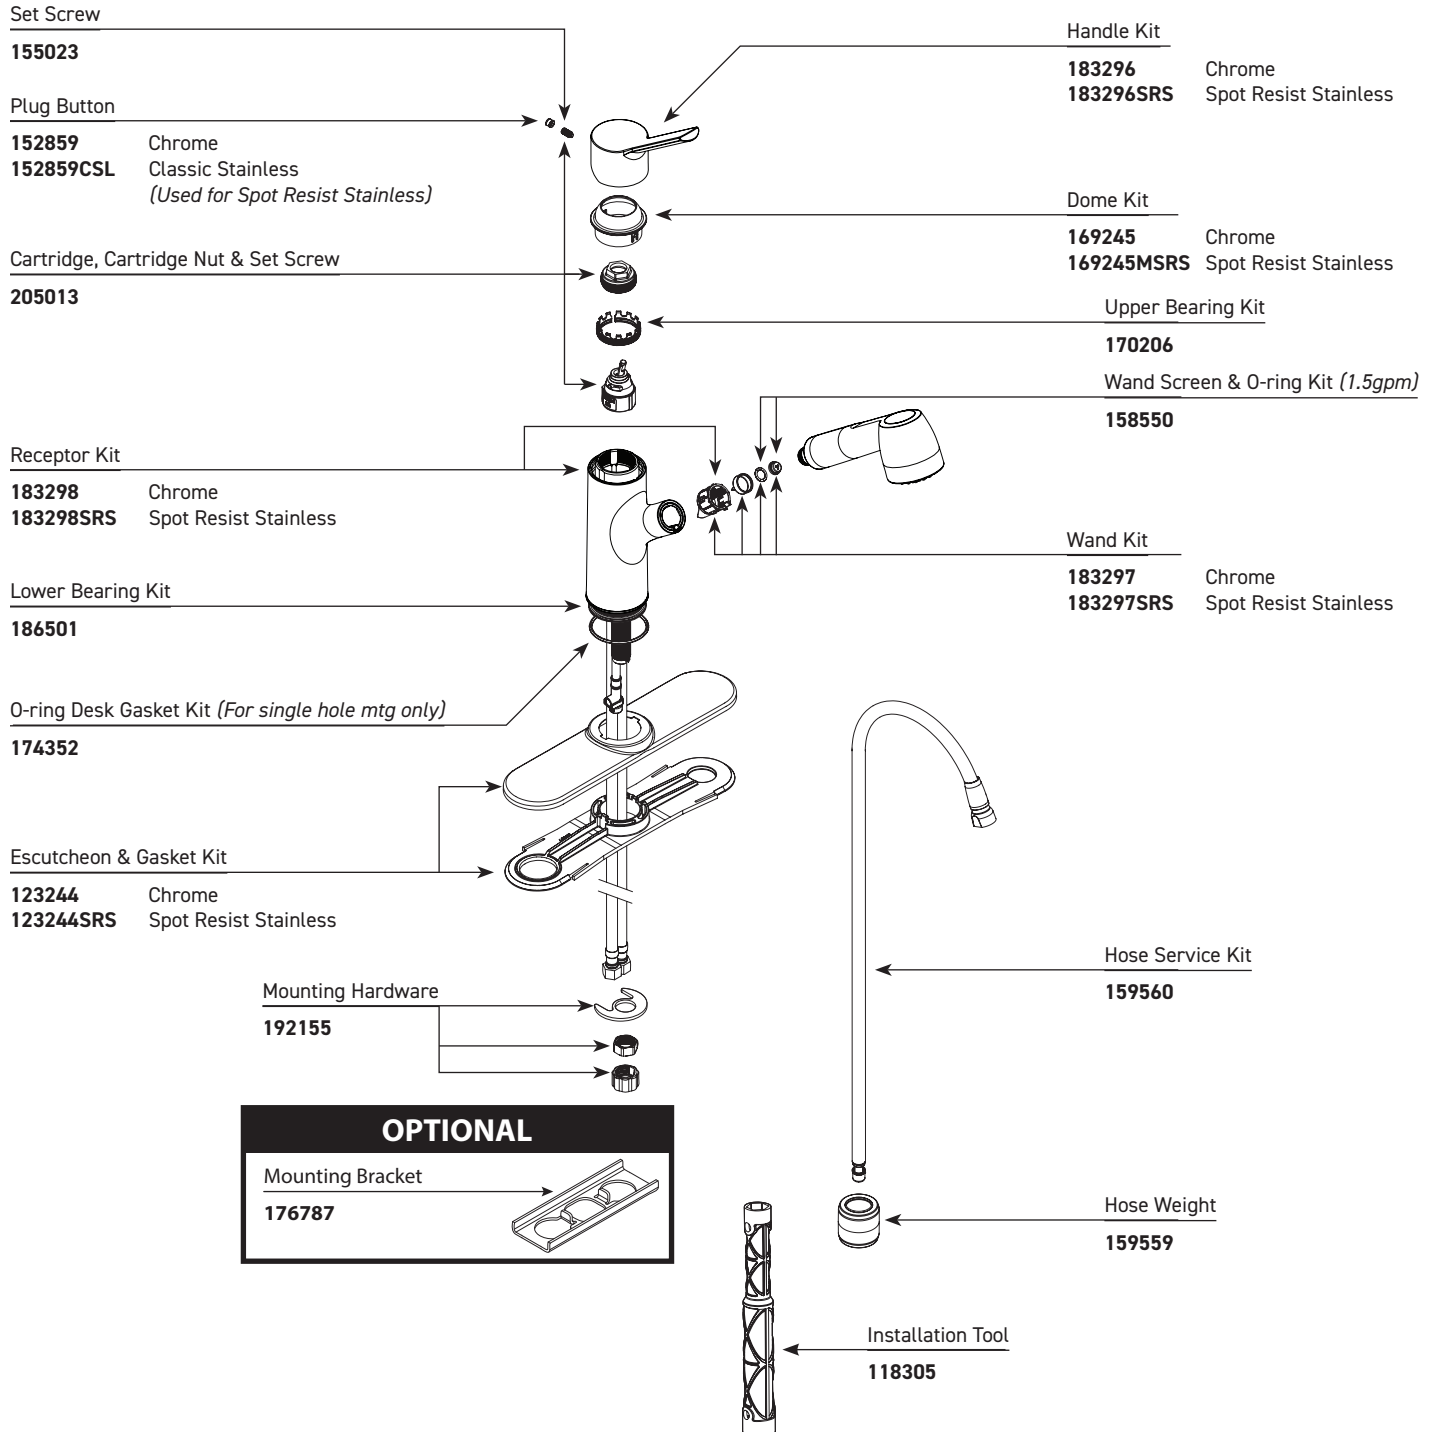 Set Screw
155023
Plug Button
152859 Chrome
152859CSL Classic Stainless
(Used for Spot Resist Stainless)
Cartridge, Cartridge Nut & Set Screw
205013
Receptor Kit
183298 Chrome
183298SRS Spot Resist Stainless
Lower Bearing Kit
186501
O-ring Desk Gasket Kit (For single hole mtg only)
174352
Escutcheon & Gasket Kit
123244 Chrome
123244SRS Spot Resist Stainless
Mounting Hardware
192155
OPTIONAL
Mounting Bracket
176787
Handle Kit
183296 Chrome
183296SRS Spot Resist Stainless
Dome Kit
169245 Chrome
169245MSRS Spot Resist Stainless
Upper Bearing Kit
170206
Wand Screen & O-ring Kit (1.5gpm)
158550
Wand Kit
183297 Chrome
183297SRS Spot Resist Stainless
Hose Service Kit
159560
Hose Weight
159559
Installation Tool
118305